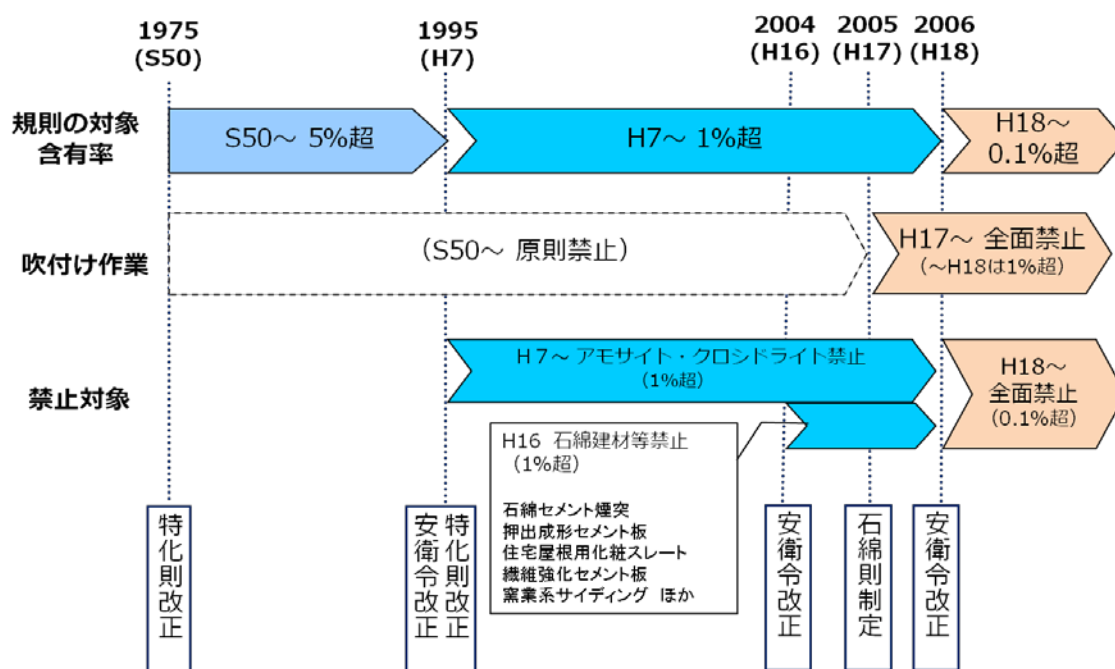 1975
(S50)
1995
(H7)
2004
(H16)
2005
(H17)
2006
(H18)
規則の対象
含有率
S50～ 5%超
H7～ 1%超
H18～
0.1%超
吹付け作業
（S50～ 原則禁止）
H17～ 全面禁止
（～H18は1%超）
禁止対象
H７～ アモサイト・クロシドライト禁止
（1%超）
H18～
全面禁止
（0.1%超）
H16 石綿建材等禁止
（1%超）
石綿セメント煙突
押出成形セメント板
住宅屋根用化粧スレート
繊維強化セメント板
窯業系サイディング ほか
特化則改正
特化則改正
安衛令改正
安衛令改正
石綿則制定
安衛令改正